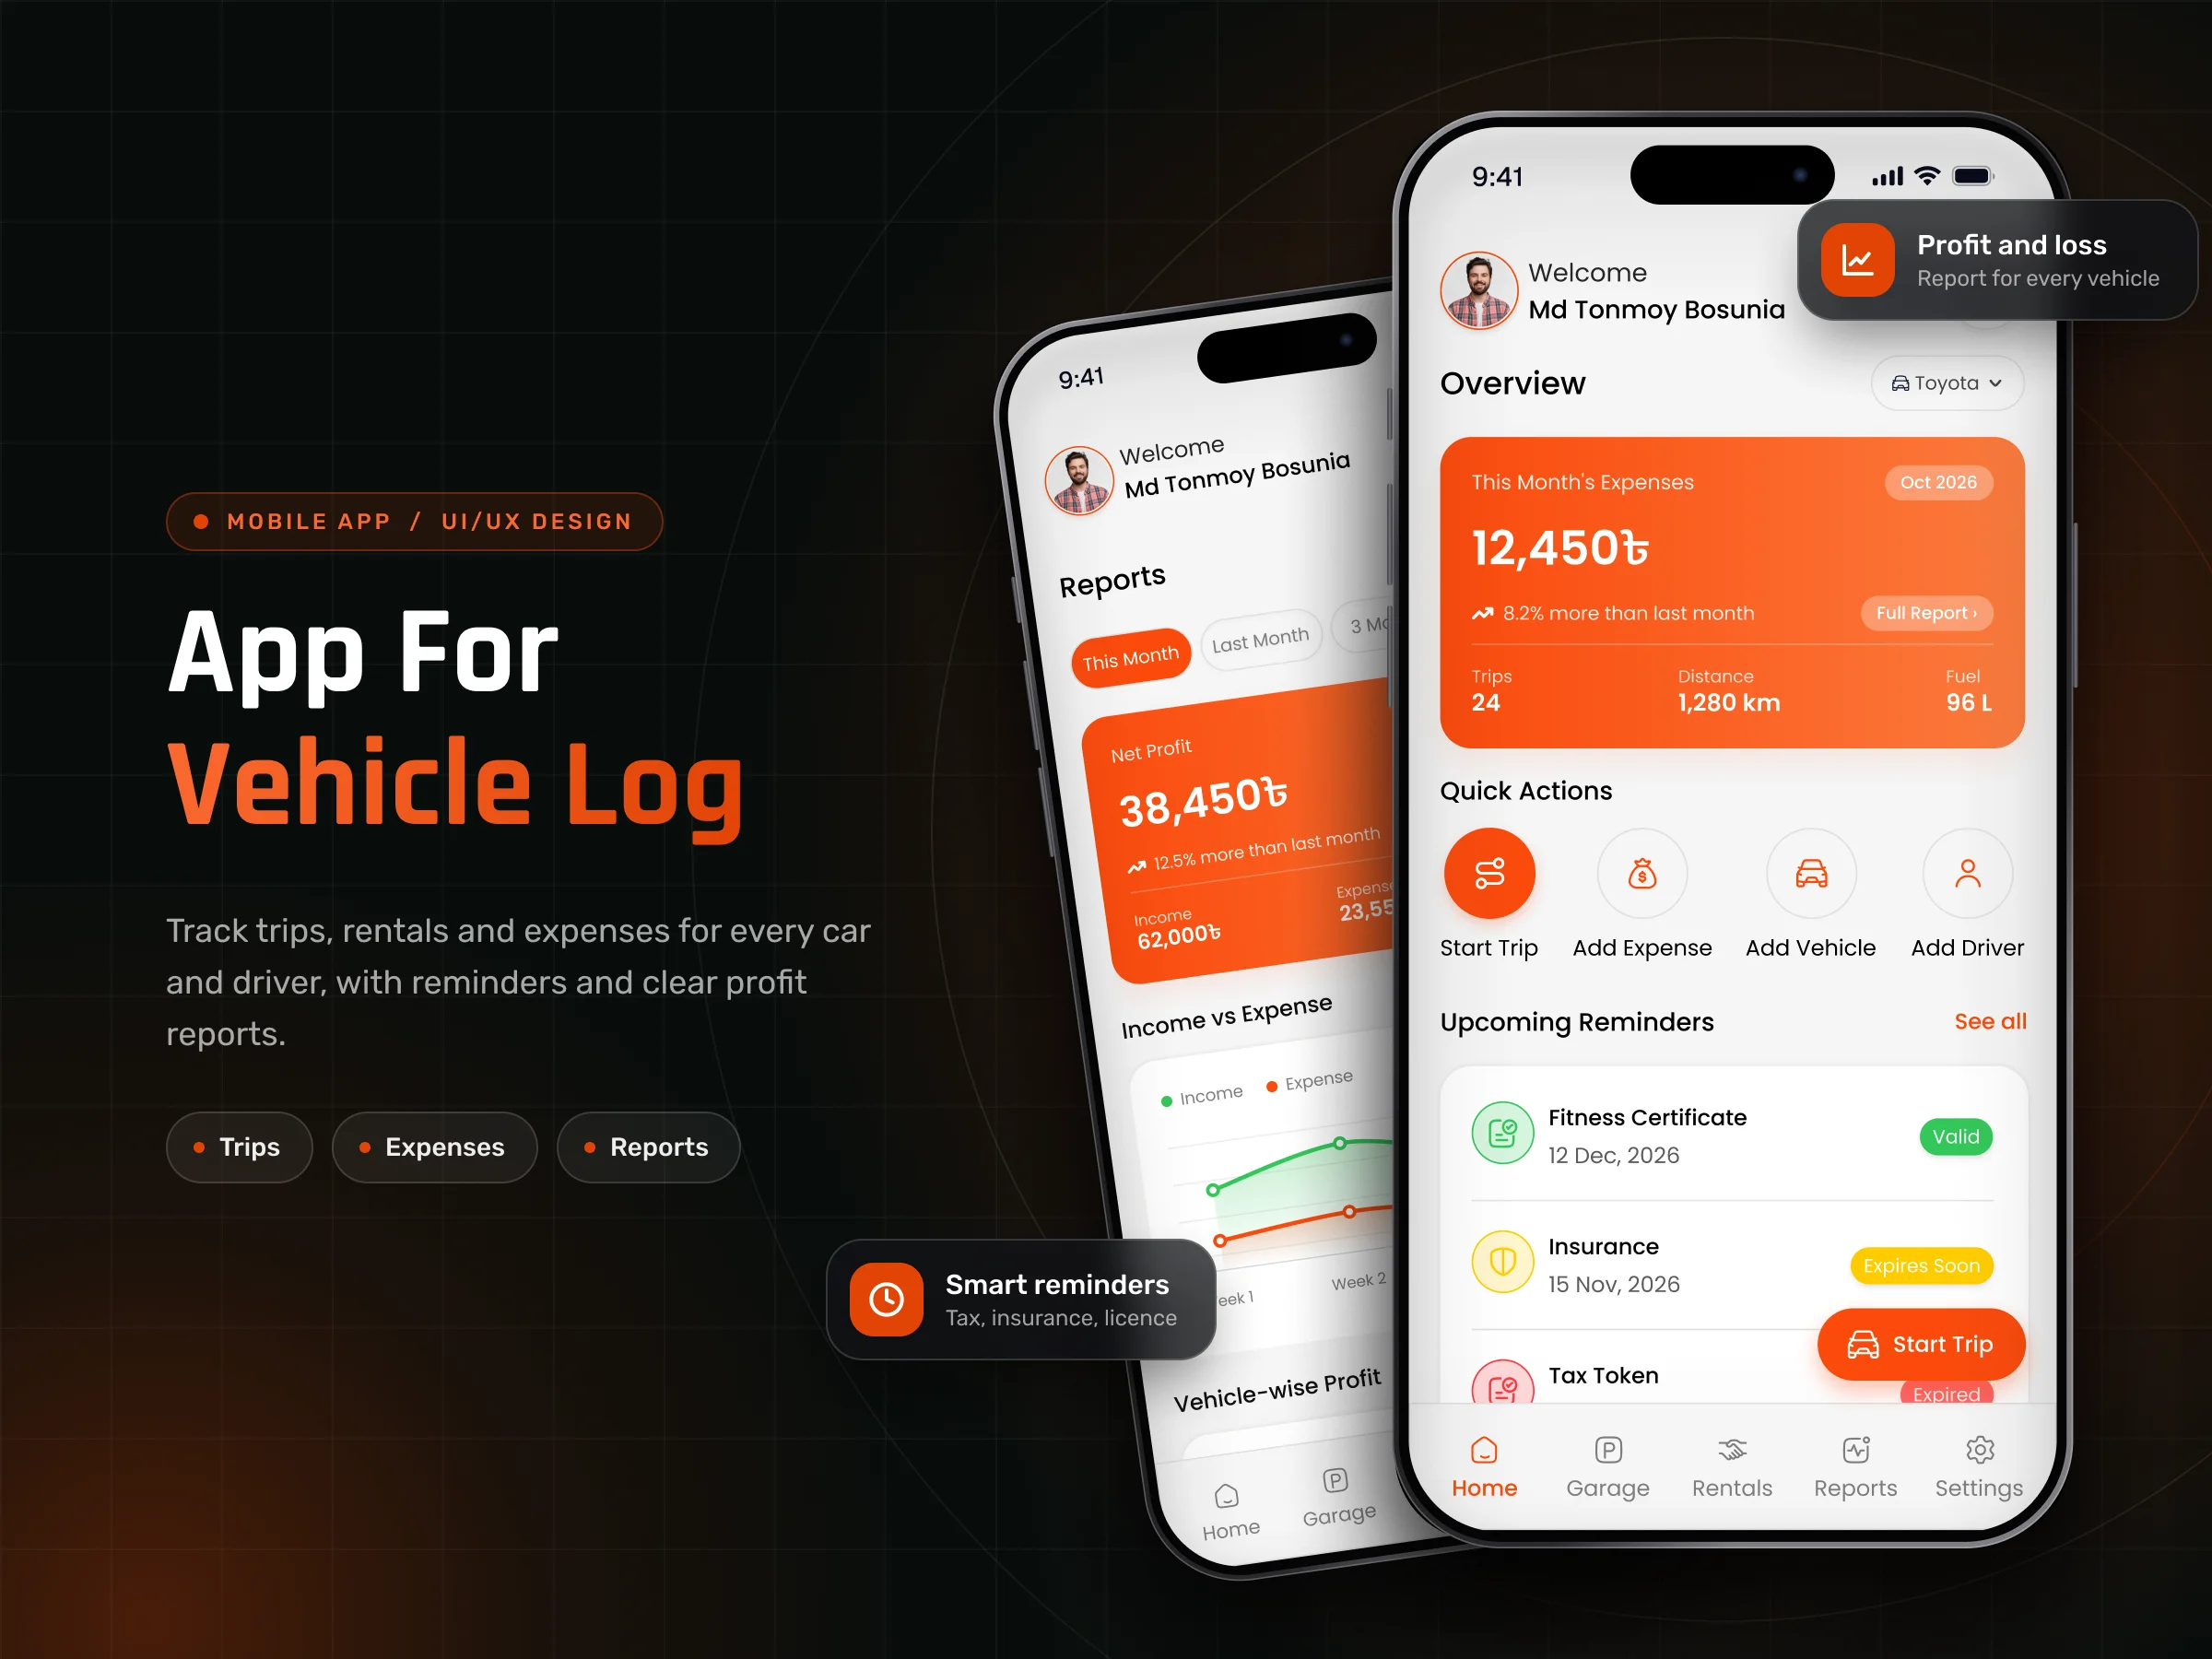 MOBILE APP / UI/UX DESIGN
App For
Vehicle Log
Track trips, rentals and expenses for every car
and driver, with reminders and clear profit
reports.
Trips
Expenses
Reports
Smart reminders
Tax, insurance, licence
9:41
Welcome
Md Tonmoy Bosunia
Reports
This Month
Last Month
3 Mo
Net Profit
38,450৳
12.5% more than last month
Income
62,000৳
Expense
23,55
Income vs Expense
Income
Expense
eek 1
Week 2
Vehicle-wise Profit
Home
Garage
9:41
Profit and loss
Report for every vehicle
Welcome
Md Tonmoy Bosunia
Overview
Toyota
This Month's Expenses
Oct 2026
12,450৳
8.2% more than last month
Full Report ›
Trips
24
Distance
1,280 km
Fuel
96 L
Quick Actions
Start Trip
Add Expense
Add Vehicle
Add Driver
Upcoming Reminders
See all
Fitness Certificate
12 Dec, 2026
Valid
Insurance
15 Nov, 2026
Expires Soon
Tax Token
Expired
Start Trip
Home
Garage
Rentals
Reports
Settings